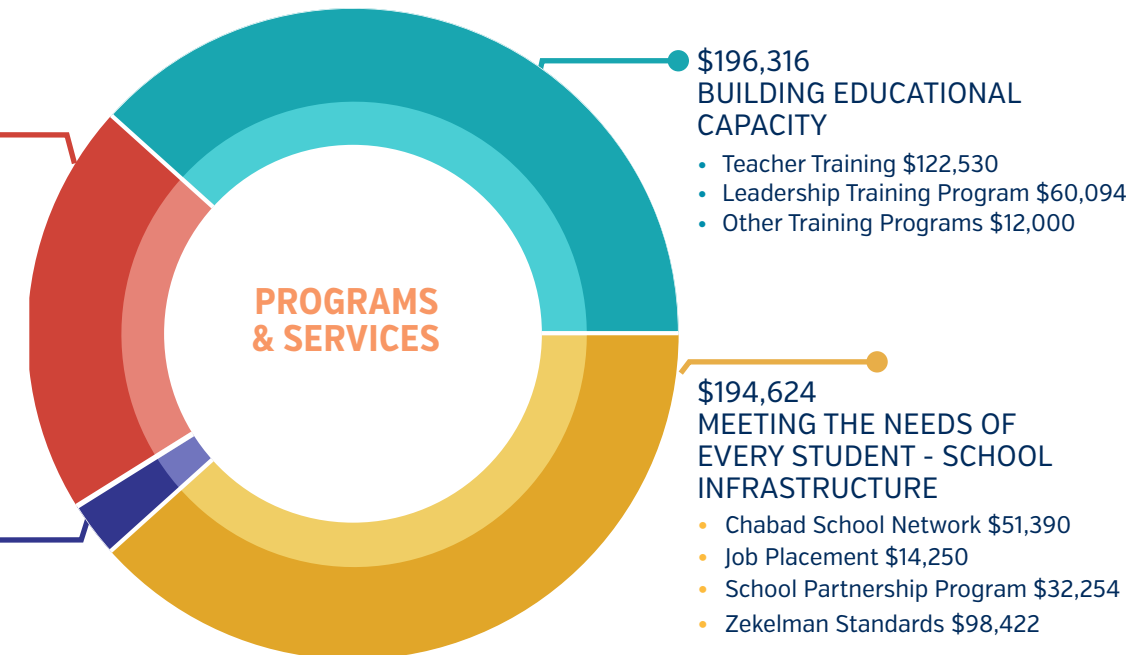 PROGRAMS
& SERVICES
$196,316
BUILDING EDUCATIONAL
CAPACITY
• Teacher Training $122,530
• Leadership Training Program $60,094
• Other Training Programs $12,000
$194,624
MEETING THE NEEDS OF
EVERY STUDENT - SCHOOL
INFRASTRUCTURE
• Chabad School Network $51,390
• Job Placement $14,250
• School Partnership Program $32,254
• Zekelman Standards $98,422